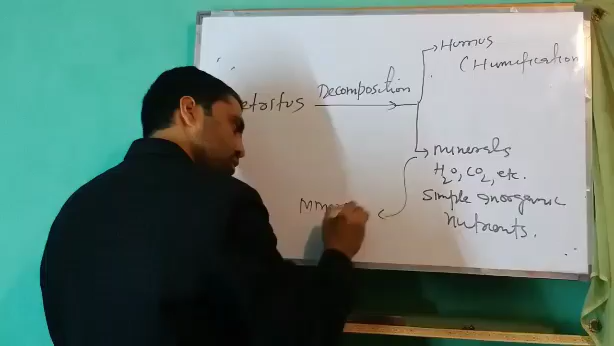 Humus
(Humification
Decomposition
etritus
minerals
H2O, CO2, etc.
Simple Inorganic
nutrients.